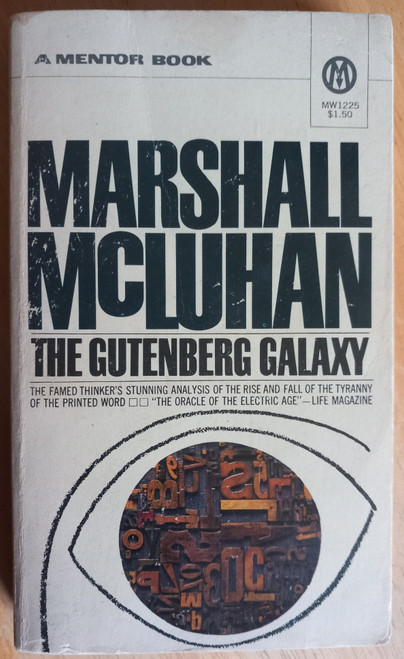 A MENTOR BOOK
M
MW1225
$1.50
MARSHALL
MCLUHAN
THE GUTENBERG GALAXY
THE FAMED THINKER'S STUNNING ANALYSIS OF THE RISE AND FALL OF THE TYRANNY
OF THE PRINTED WORD □□ "THE ORACLE OF THE ELECTRIC AGE"—LIFE MAGAZINE